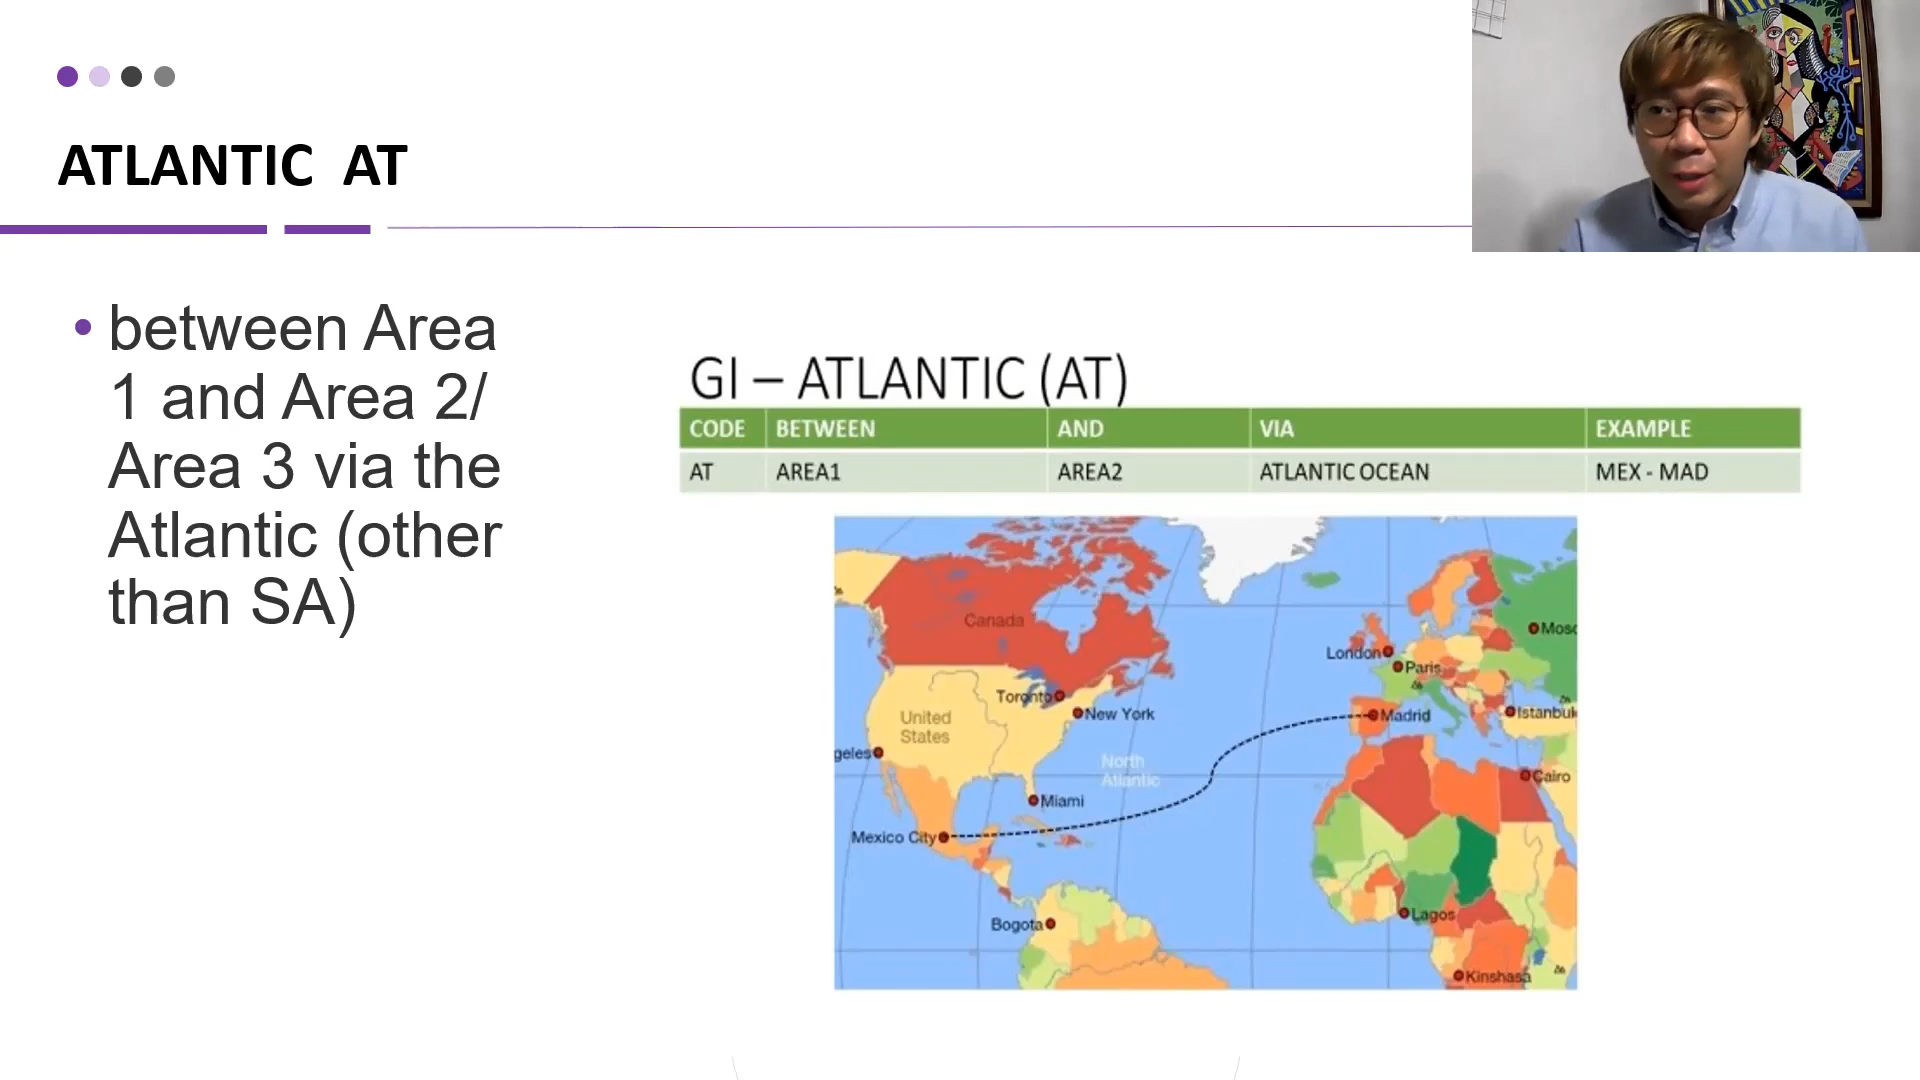 ATLANTIC AT
• between Area
1 and Area 2/
Area 3 via the
Atlantic (other
than SA)
GI – ATLANTIC (AT)
CODE BETWEEN AND VIA EXAMPLE
AT AREA1 AREA2 ATLANTIC OCEAN MEX - MAD
Canada
Mosc
London
Paris
Toronto
New York
United
States
Madrid
Istanbuk
geles
North
Atlantic
Cairo
Miami
Mexico City
Bogota
Lagos
Kinshasa